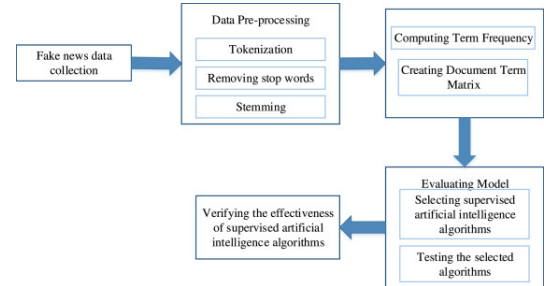 Fake news data
collection
Data Pre-processing
Tokenization
Removing stop words
Stemming
Computing Term Frequency
Creating Document Term
Matrix
Evaluating Model
Selecting supervised
artificial intelligence
algorithms
Testing the selected
algorithms
Verifying the effectiveness
of supervised artificial
intelligence algorithms